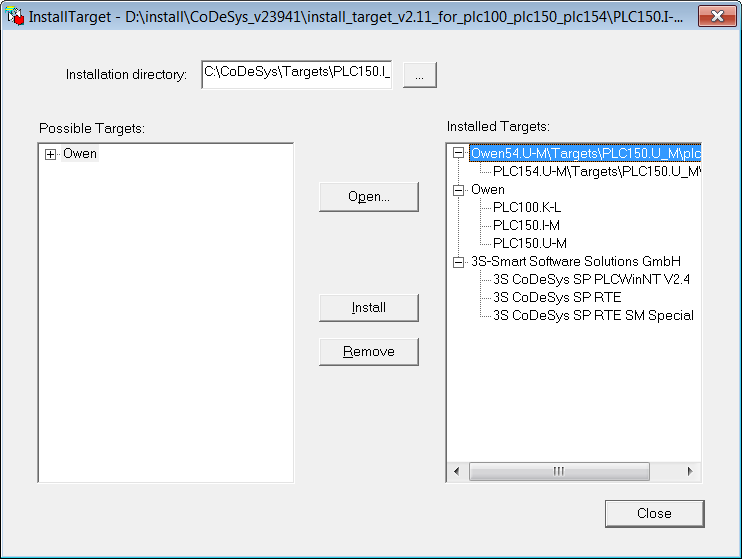 InstallTarget - D:\install\CoDeSys_v23941\install_target_v2.11_for_plc100_plc150_plc154\PLC150.I-...
Installation directory:
C:\CoDeSys\Targets\PLC150.I_
...
Possible Targets:
Installed Targets:
Owen
Open...
Install
Remove
Owen54.U-M\Targets\PLC150.U_M\plc
PLC154.U-M\Targets\PLC150.U_M\
Owen
PLC100.K-L
PLC150.I-M
PLC150.U-M
3S-Smart Software Solutions GmbH
3S CoDeSys SP PLCWinNT V2.4
3S CoDeSys SP RTE
3S CoDeSys SP RTE SM Special
Close